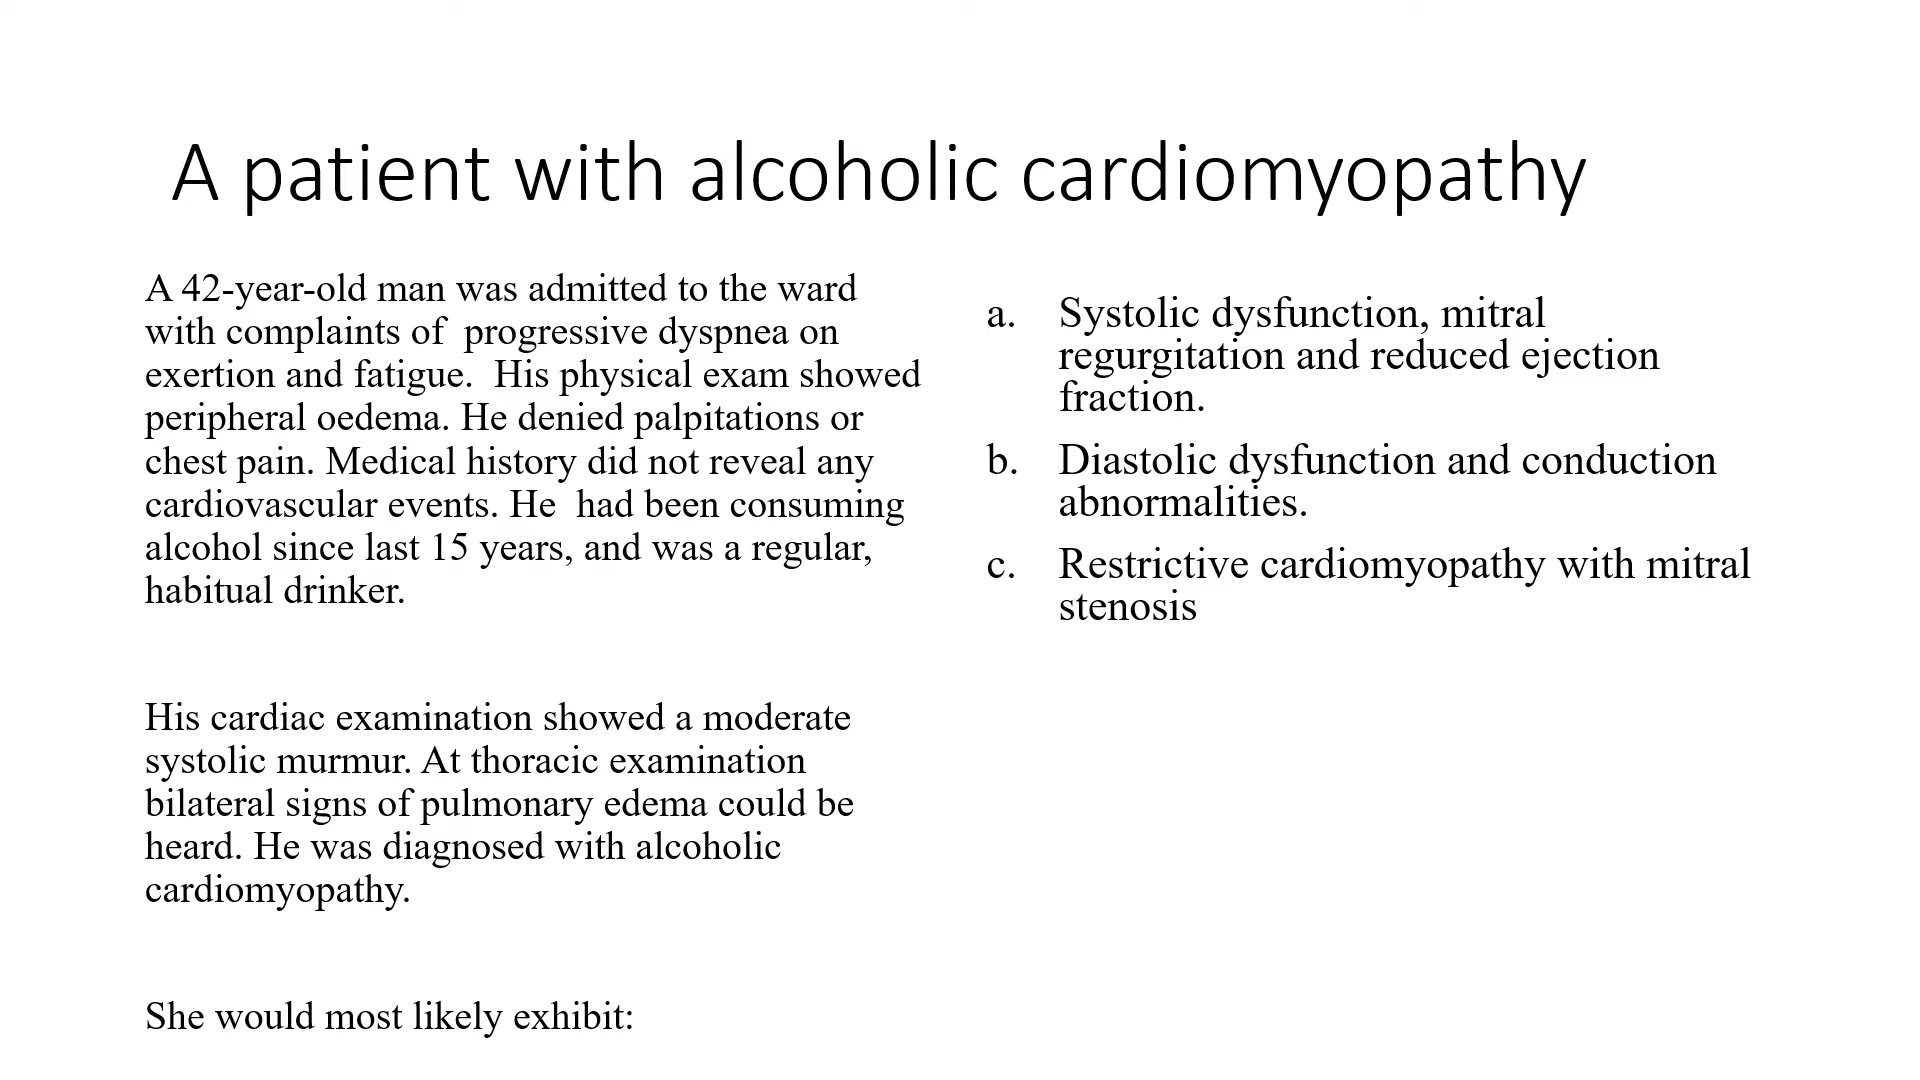 A patient with alcoholic cardiomyopathy
A 42-year-old man was admitted to the ward
with complaints of  progressive dyspnea on
exertion and fatigue.  His physical exam showed
peripheral oedema. He denied palpitations or
chest pain. Medical history did not reveal any
cardiovascular events. He  had been consuming
alcohol since last 15 years, and was a regular,
habitual drinker.
His cardiac examination showed a moderate
systolic murmur. At thoracic examination
bilateral signs of pulmonary edema could be
heard. He was diagnosed with alcoholic
cardiomyopathy.
She would most likely exhibit:
a. Systolic dysfunction, mitral
regurgitation and reduced ejection
fraction.
b. Diastolic dysfunction and conduction
abnormalities.
c. Restrictive cardiomyopathy with mitral
stenosis